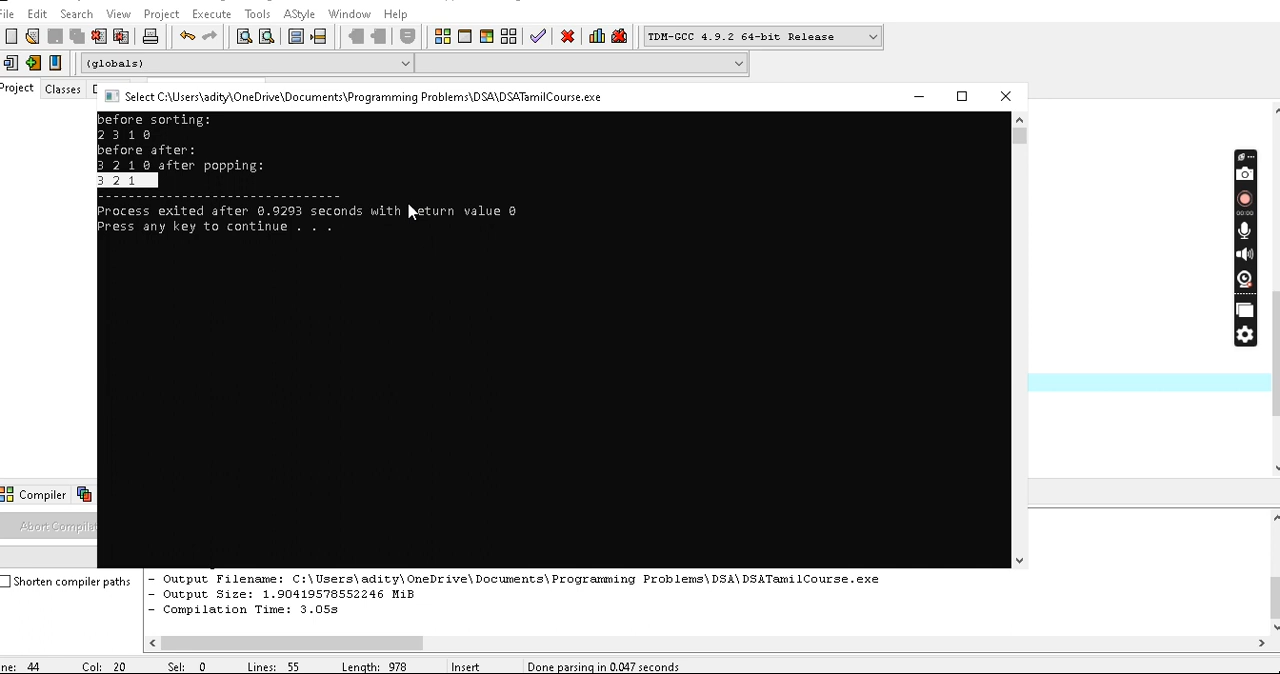 File Edit Search View Project Execute Tools AStyle Window Help
TDM-GCC 4.9.2 64-bit Release
(globals)
Project Classes
Select C:\Users\adity\OneDrive\Documents\Programming Problems\DSA\DSATamilCourse.exe
before sorting:
2 3 1 0
before after:
3 2 1 0 after popping:
3 2 1
--------------------------------
Process exited after 0.9293 seconds with return value 0
Press any key to continue . . .
00:00
Compiler
Abort Compilat
Shorten compiler paths
- Output Filename: C:\Users\adity\OneDrive\Documents\Programming Problems\DSA\DSATamilCourse.exe
- Output Size: 1.90419578552246 MiB
- Compilation Time: 3.05s
ne: 44 Col: 20 Sel: 0 Lines: 55 Length: 978 Insert Done parsing in 0.047 seconds